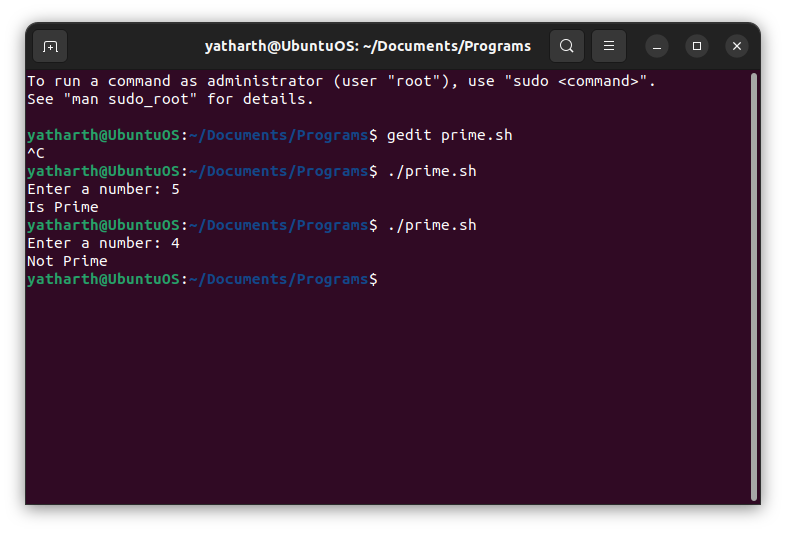 yatharth@UbuntuOS: ~/Documents/Programs
To run a command as administrator (user "root"), use "sudo <command>".
See "man sudo_root" for details.

yatharth@UbuntuOS:~/Documents/Programs$ gedit prime.sh
^C
yatharth@UbuntuOS:~/Documents/Programs$ ./prime.sh
Enter a number: 5
Is Prime
yatharth@UbuntuOS:~/Documents/Programs$ ./prime.sh
Enter a number: 4
Not Prime
yatharth@UbuntuOS:~/Documents/Programs$